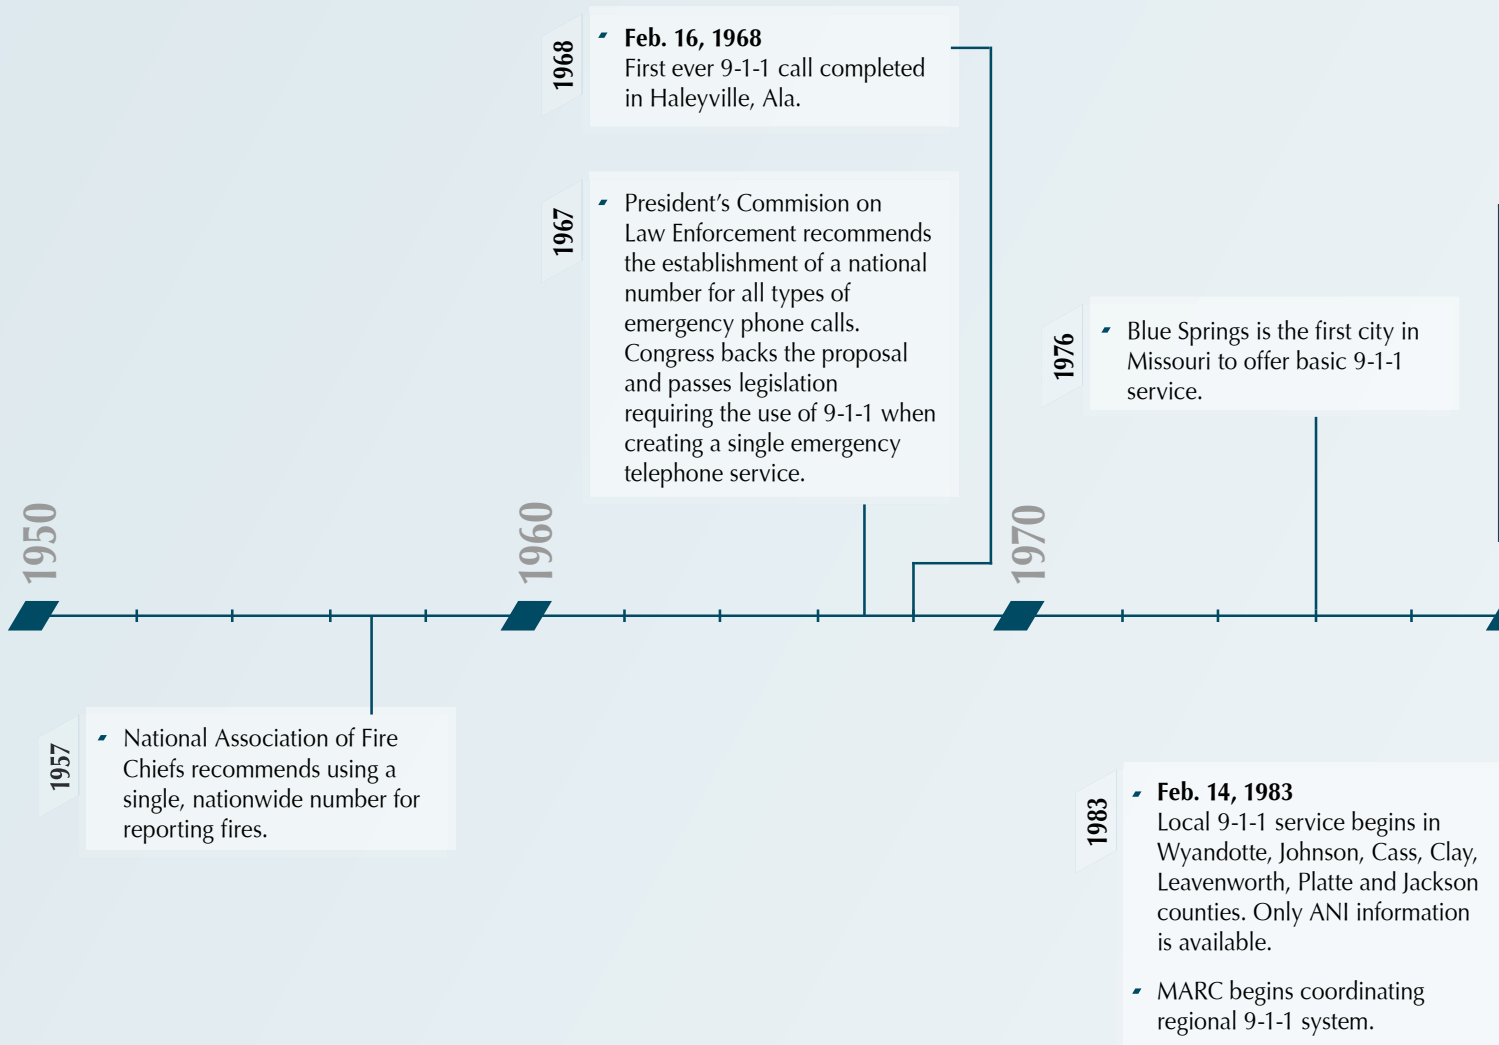 1968
Feb. 16, 1968
First ever 9-1-1 call completed
in Haleyville, Ala.
1967
President’s Commision on
Law Enforcement recommends
the establishment of a national
number for all types of
emergency phone calls.
Congress backs the proposal
and passes legislation
requiring the use of 9-1-1 when
creating a single emergency
telephone service.
1976
Blue Springs is the first city in
Missouri to offer basic 9-1-1
service.
1950
1960
1970
1957
National Association of Fire
Chiefs recommends using a
single, nationwide number for
reporting fires.
1983
Feb. 14, 1983
Local 9-1-1 service begins in
Wyandotte, Johnson, Cass, Clay,
Leavenworth, Platte and Jackson
counties. Only ANI information
is available.
MARC begins coordinating
regional 9-1-1 system.